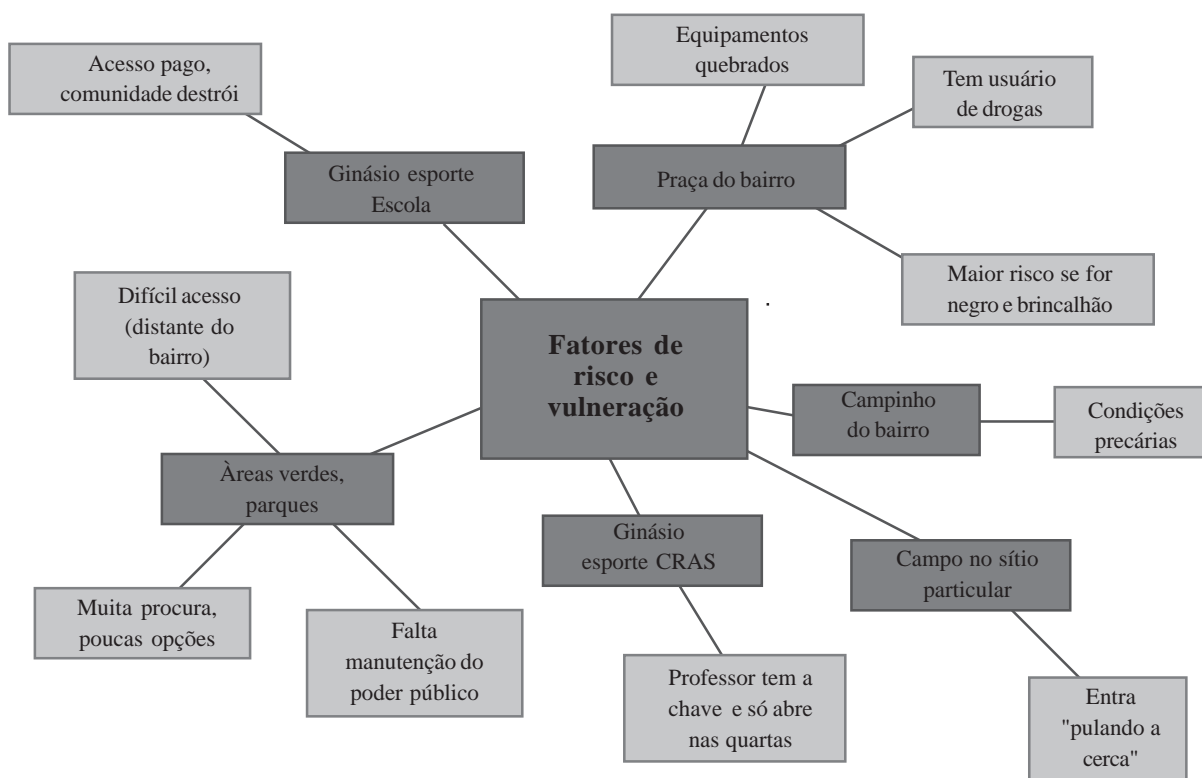 Acesso pago,
comunidade destrói
Equipamentos
quebrados
Tem usuário
de drogas
Ginásio esporte
Escola
Praça do bairro
Difícil acesso
(distante do
bairro)
Maior risco se for
negro e brincalhão
Fatores de
risco e
vulneração
Campinho
do bairro
Condições
precárias
Àreas verdes,
parques
Ginásio
esporte CRAS
Campo no sítio
particular
Muita procura,
poucas opções
Falta
manutenção do
poder público
Professor tem a
chave e só abre
nas quartas
Entra
"pulando a
cerca"